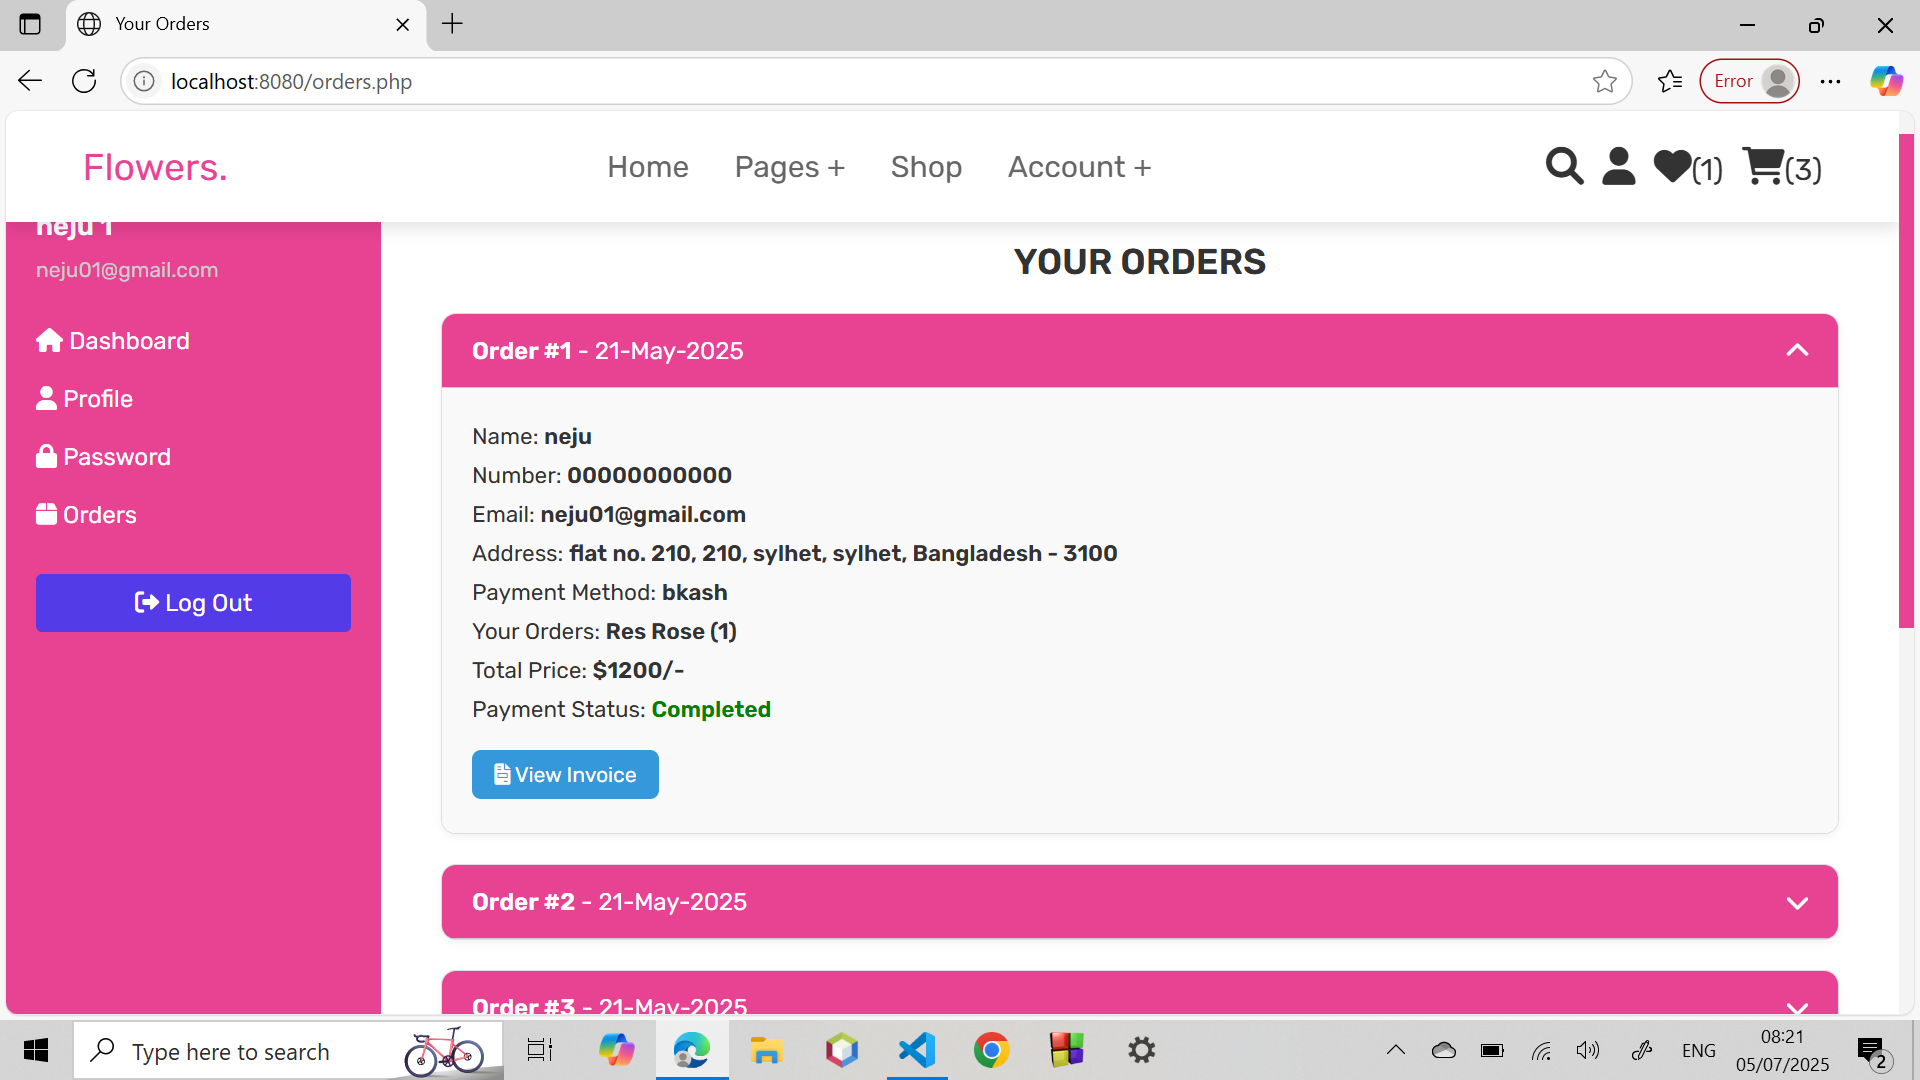 Your Orders
localhost:8080/orders.php
Error
Flowers.
Home Pages + Shop Account +
(1) (3)
neju 1
neju01@gmail.com
Dashboard
Profile
Password
Orders
Log Out
YOUR ORDERS
Order #1 - 21-May-2025
Name: neju
Number: 00000000000
Email: neju01@gmail.com
Address: flat no. 210, 210, sylhet, sylhet, Bangladesh - 3100
Payment Method: bkash
Your Orders: Res Rose (1)
Total Price: $1200/-
Payment Status: Completed
View Invoice
Order #2 - 21-May-2025
Order #3 - 21-May-2025
Type here to search
ENG
08:21
05/07/2025
2